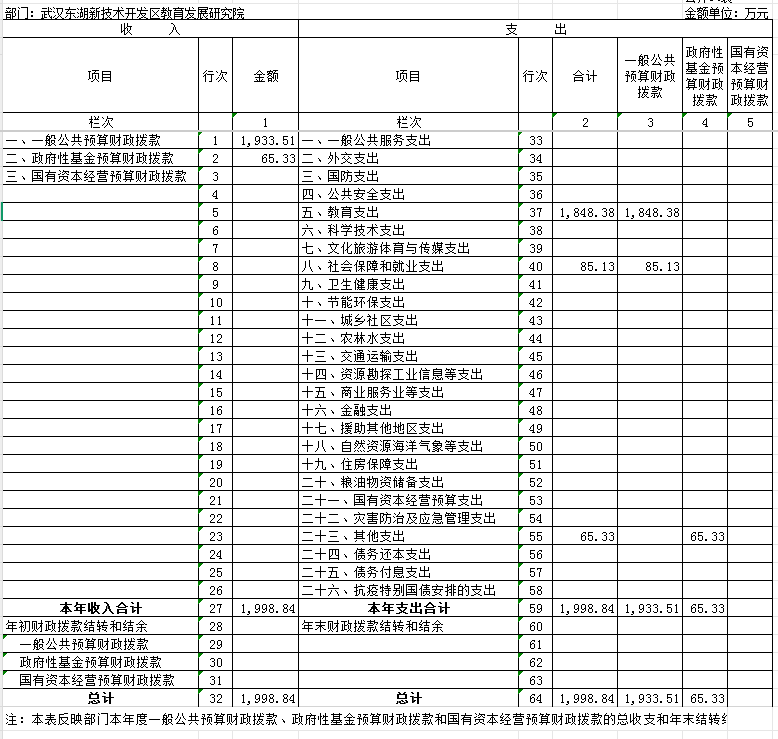 部门：武汉东湖新技术开发区教育发展研究院 金额单位：万元
收 入 支 出
项目 行次 金额 项目 行次 合计 一般公共预算财政拨款 政府性基金预算财政拨款 国有资本经营预算财政拨款
栏次 1 栏次 2 3 4 5
一、一般公共预算财政拨款 1 1,933.51 一、一般公共服务支出 33
二、政府性基金预算财政拨款 2 65.33 二、外交支出 34
三、国有资本经营预算财政拨款 3 三、国防支出 35
4 四、公共安全支出 36
5 五、教育支出 37 1,848.38 1,848.38
6 六、科学技术支出 38
7 七、文化旅游体育与传媒支出 39
8 八、社会保障和就业支出 40 85.13 85.13
9 九、卫生健康支出 41
10 十、节能环保支出 42
11 十一、城乡社区支出 43
12 十二、农林水支出 44
13 十三、交通运输支出 45
14 十四、资源勘探工业信息等支出 46
15 十五、商业服务业等支出 47
16 十六、金融支出 48
17 十七、援助其他地区支出 49
18 十八、自然资源海洋气象等支出 50
19 十九、住房保障支出 51
20 二十、粮油物资储备支出 52
21 二十一、国有资本经营预算支出 53
22 二十二、灾害防治及应急管理支出 54
23 二十三、其他支出 55 65.33 65.33
24 二十四、债务还本支出 56
25 二十五、债务付息支出 57
26 二十六、抗疫特别国债安排的支出 58
本年收入合计 27 1,998.84 本年支出合计 59 1,998.84 1,933.51 65.33
年初财政拨款结转和结余 28 年末财政拨款结转和结余 60
一般公共预算财政拨款 29 61
政府性基金预算财政拨款 30 62
国有资本经营预算财政拨款 31 63
总计 32 1,998.84 总计 64 1,998.84 1,933.51 65.33
注：本表反映部门本年度一般公共预算财政拨款、政府性基金预算财政拨款和国有资本经营预算财政拨款的总收支和年末结转